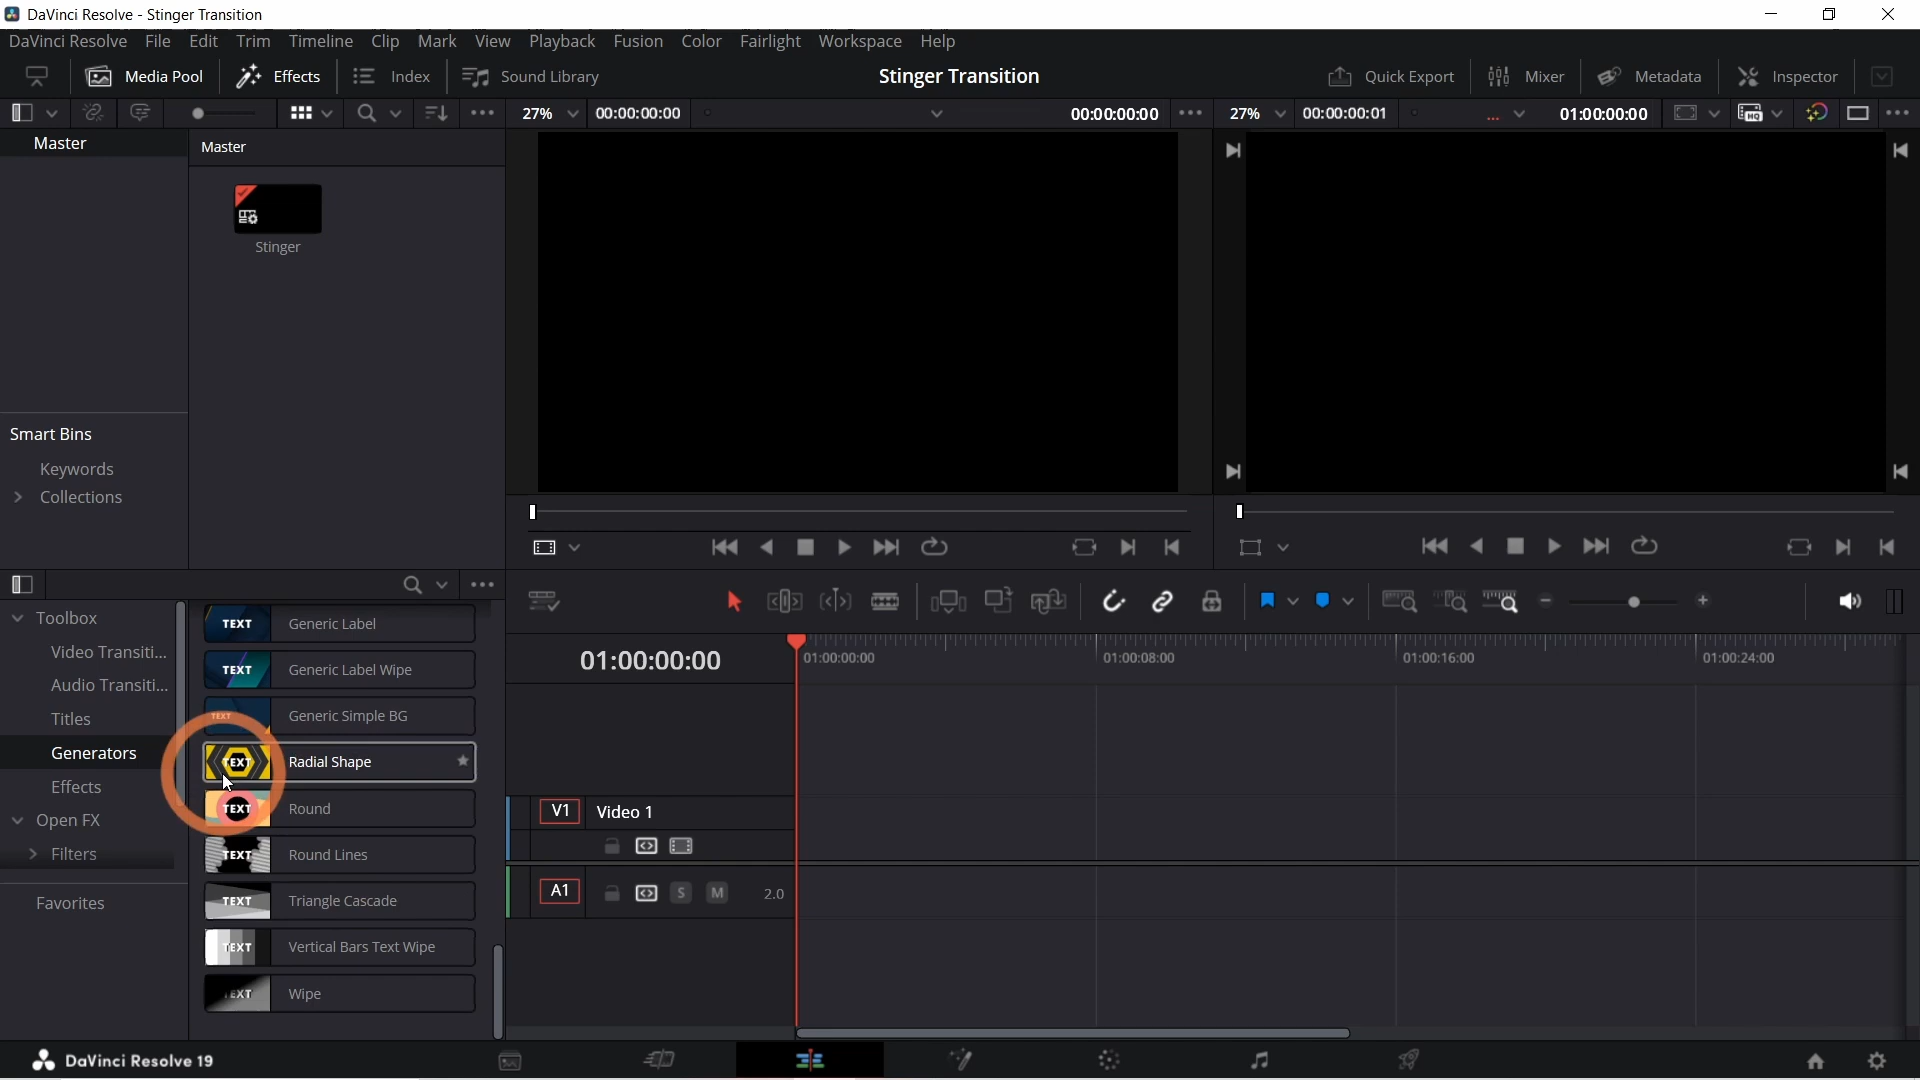 DaVinci Resolve - Stinger Transition
DaVinci Resolve File Edit Trim Timeline Clip Mark View Playback Fusion Color Fairlight Workspace Help
Media Pool Effects Index Sound Library Stinger Transition Quick Export Mixer Metadata Inspector
27% 00:00:00:00 00:00:00:00 27% 00:00:00:01 ... 01:00:00:00
Master
Master
Stinger
Smart Bins
Keywords
Collections
Toolbox
Video Transiti...
Audio Transiti...
Titles
Generators
Effects
Open FX
Filters
Favorites
TEXT Generic Label
TEXT Generic Label Wipe
TEXT Generic Simple BG
TEXT Radial Shape
TEXT Round
TEXT Round Lines
TEXT Triangle Cascade
TEXT Vertical Bars Text Wipe
TEXT Wipe
01:00:00:00
01:00:00:00 01:00:08:00 01:00:16:00 01:00:24:00
V1 Video 1
A1 S M 2.0
DaVinci Resolve 19